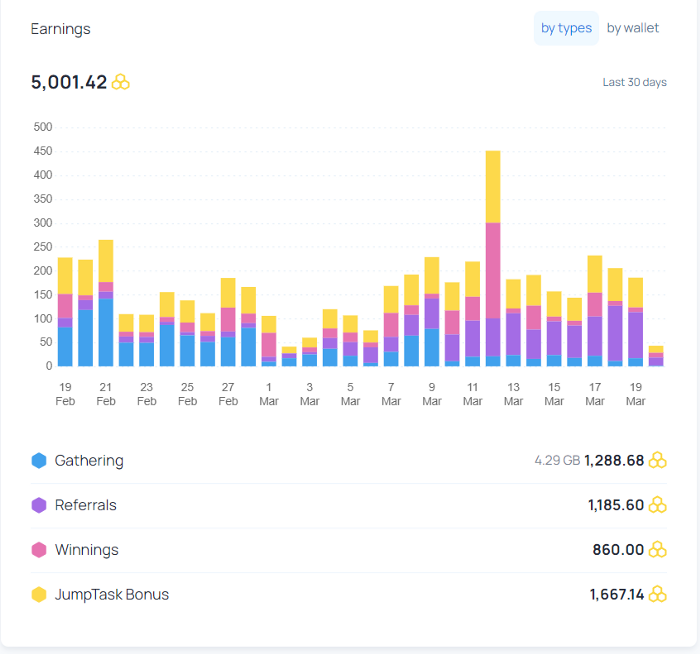 Earnings
by types by wallet
5,001.42
Last 30 days
500
450
400
350
300
250
200
150
100
50
0
19 21 23 25 27 1 3 5 7 9 11 13 15 17 19
Feb Feb Feb Feb Feb Mar Mar Mar Mar Mar Mar Mar Mar Mar Mar
Gathering 4.29 GB 1,288.68
Referrals 1,185.60
Winnings 860.00
JumpTask Bonus 1,667.14